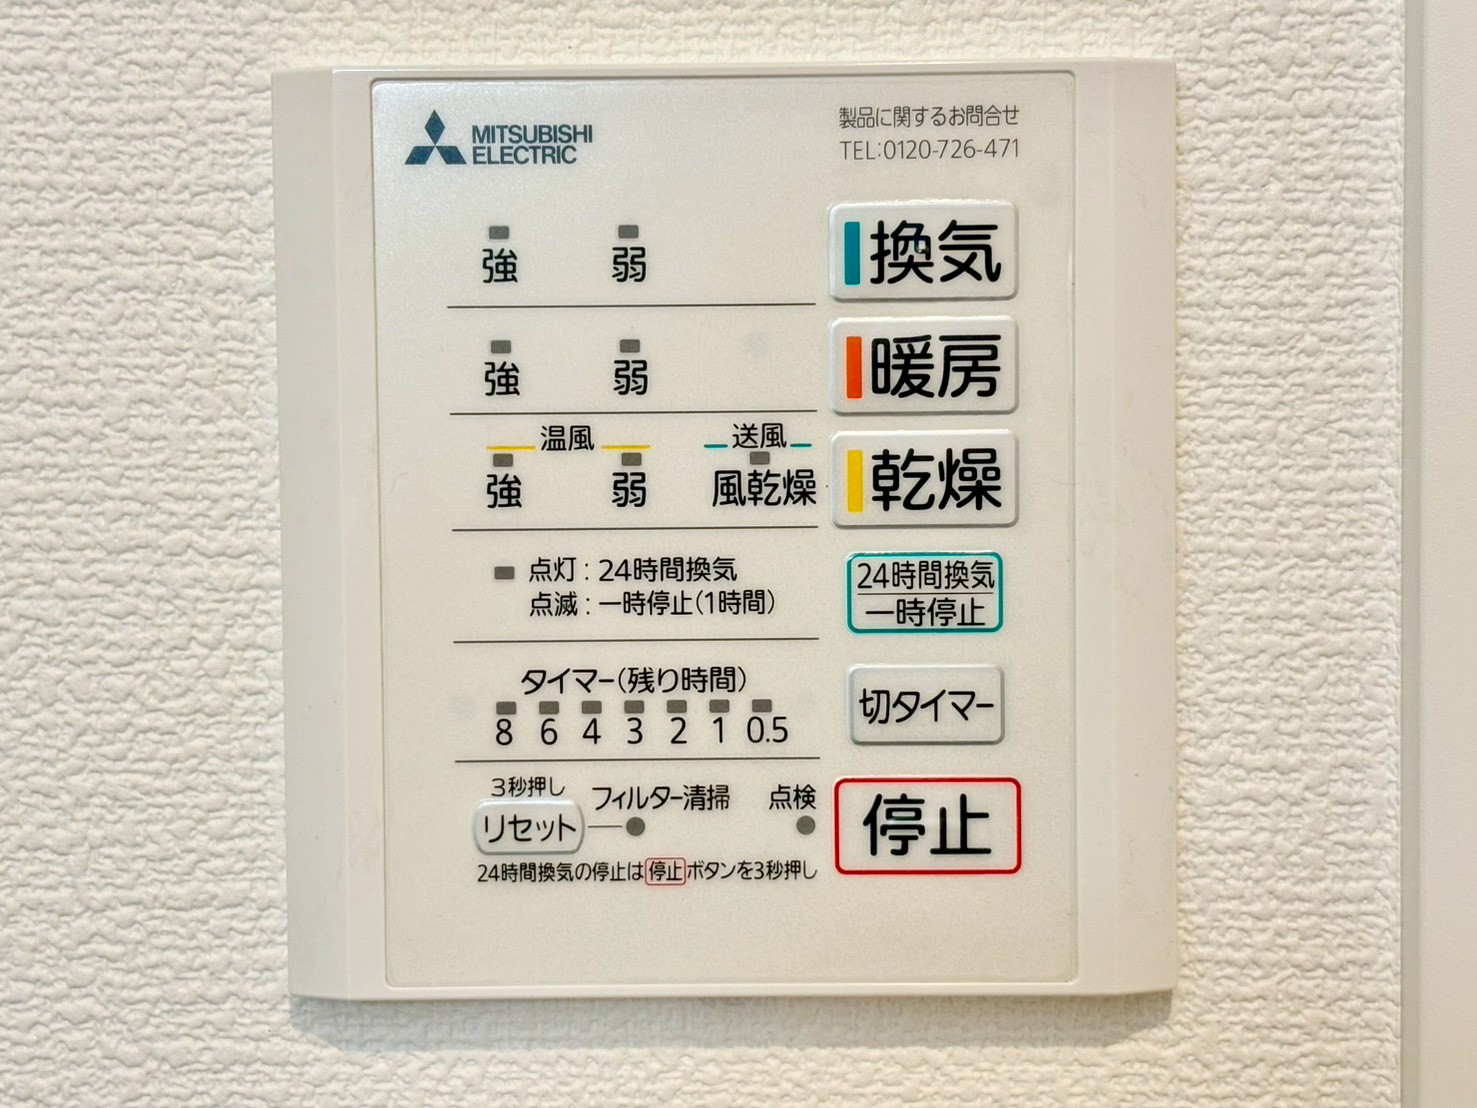 MITSUBISHI
ELECTRIC
製品に関するお問合せ
TEL:0120-726-471
強 弱 換気
強 弱 暖房
温風 送風
強 弱 風乾燥 乾燥
点灯:24時間換気
点滅:一時停止(1時間)
24時間換気
一時停止
タイマー(残り時間)
8 6 4 3 2 1 0.5
切タイマー
3秒押し
リセット フィルター清掃 点検
停止
24時間換気の停止は停止ボタンを3秒押し